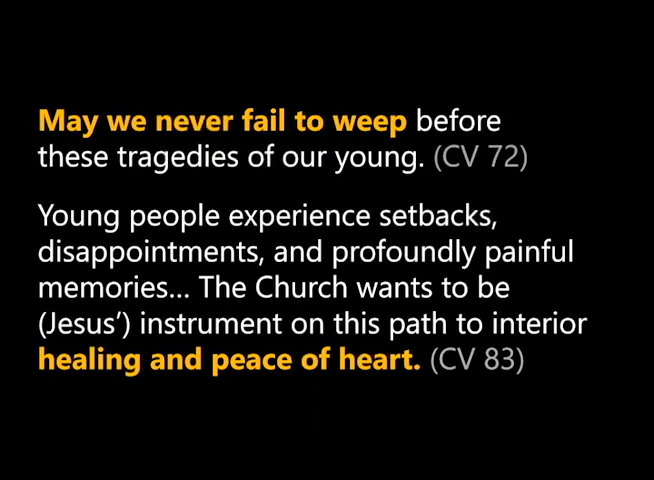 May we never fail to weep before
these tragedies of our young. (CV 72)
Young people experience setbacks,
disappointments, and profoundly painful
memories... The Church wants to be
(Jesus’) instrument on this path to interior
healing and peace of heart. (CV 83)